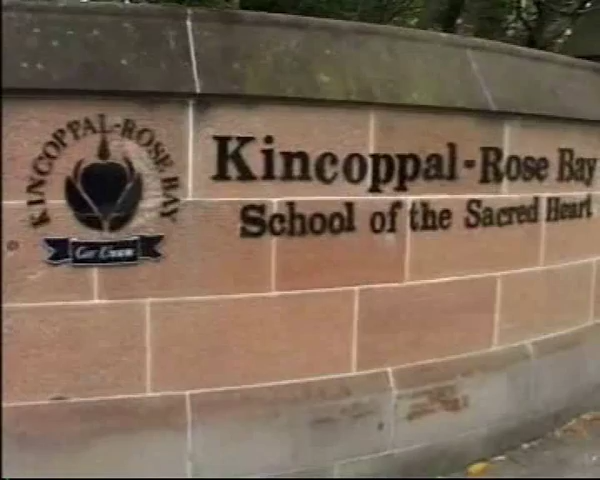 KINCOPPAL-ROSE BAY
Cor Unum
Kincoppal-Rose Bay
School of the Sacred Heart